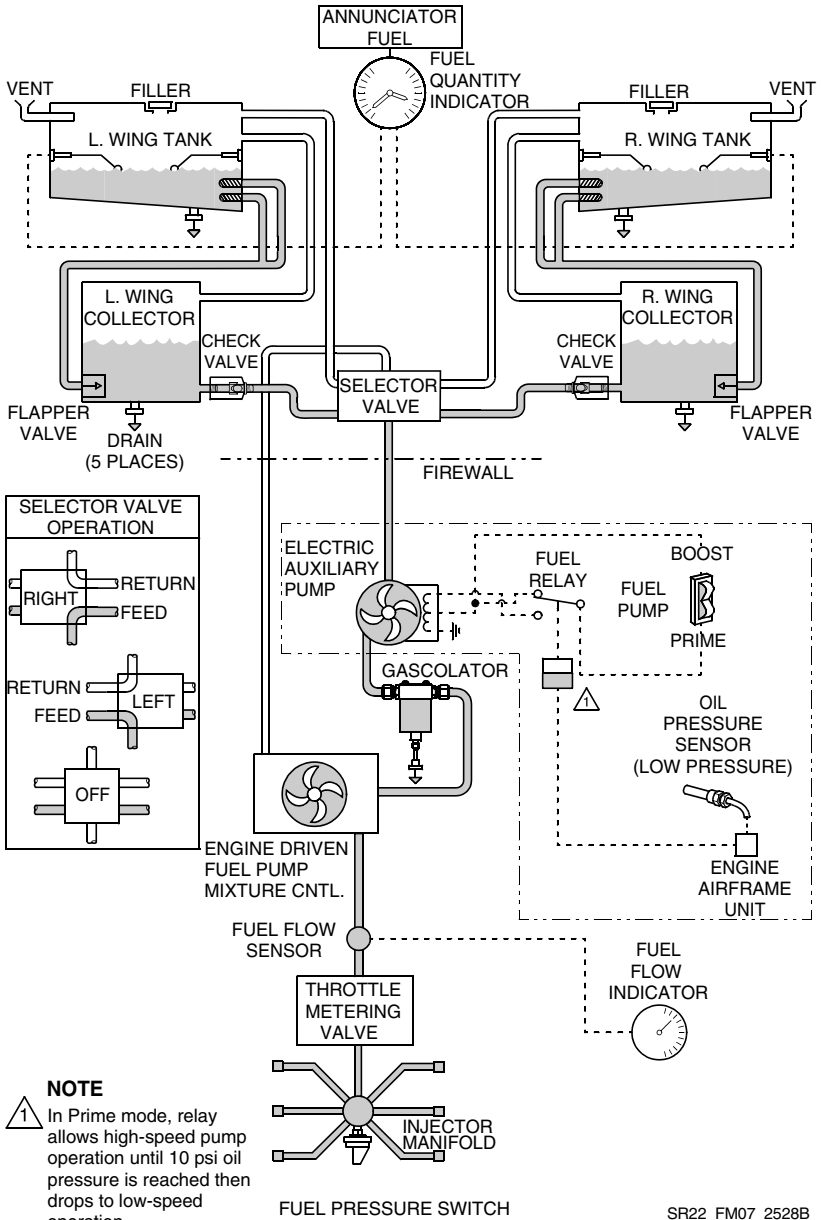 ANNUNCIATOR
FUEL
FUEL
QUANTITY
INDICATOR
VENT
FILLER
L. WING TANK
FILLER
VENT
R. WING TANK
L. WING
COLLECTOR
R. WING
COLLECTOR
CHECK
VALVE
CHECK
VALVE
SELECTOR
VALVE
FLAPPER
VALVE
DRAIN
(5 PLACES)
FLAPPER
VALVE
FIREWALL
SELECTOR VALVE
OPERATION
RIGHT
RETURN
FEED
RETURN
FEED
LEFT
OFF
ELECTRIC
AUXILIARY
PUMP
FUEL
RELAY
BOOST
FUEL
PUMP
PRIME
GASCOLATOR
1
OIL
PRESSURE
SENSOR
(LOW PRESSURE)
ENGINE
AIRFRAME
UNIT
ENGINE DRIVEN
FUEL PUMP
MIXTURE CNTL.
FUEL FLOW
SENSOR
FUEL
FLOW
INDICATOR
THROTTLE
METERING
VALVE
INJECTOR
MANIFOLD
NOTE
1 In Prime mode, relay
allows high-speed pump
operation until 10 psi oil
pressure is reached then
drops to low-speed
FUEL PRESSURE SWITCH
SR22_FM07_2528B